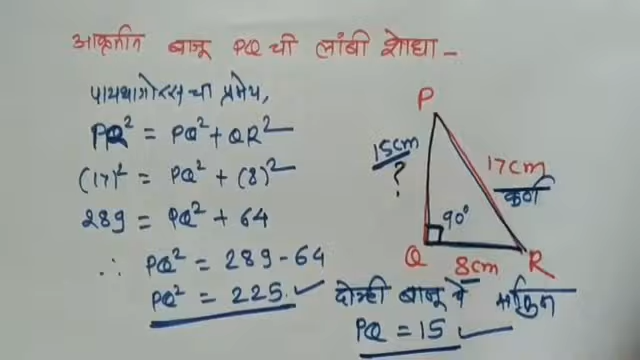 आकृतीत बाजू PQ ची लांबी शोधा -
पायथागोरसचा प्रमेय,
PR² = PQ² + QR²
(17)² = PQ² + (8)²
289 = PQ² + 64
∴ PQ² = 289 - 64
PQ² = 225.
दोन्ही बाजूचे
PQ = 15
P
15cm
?
17cm
कर्ण
90°
Q
8cm
R